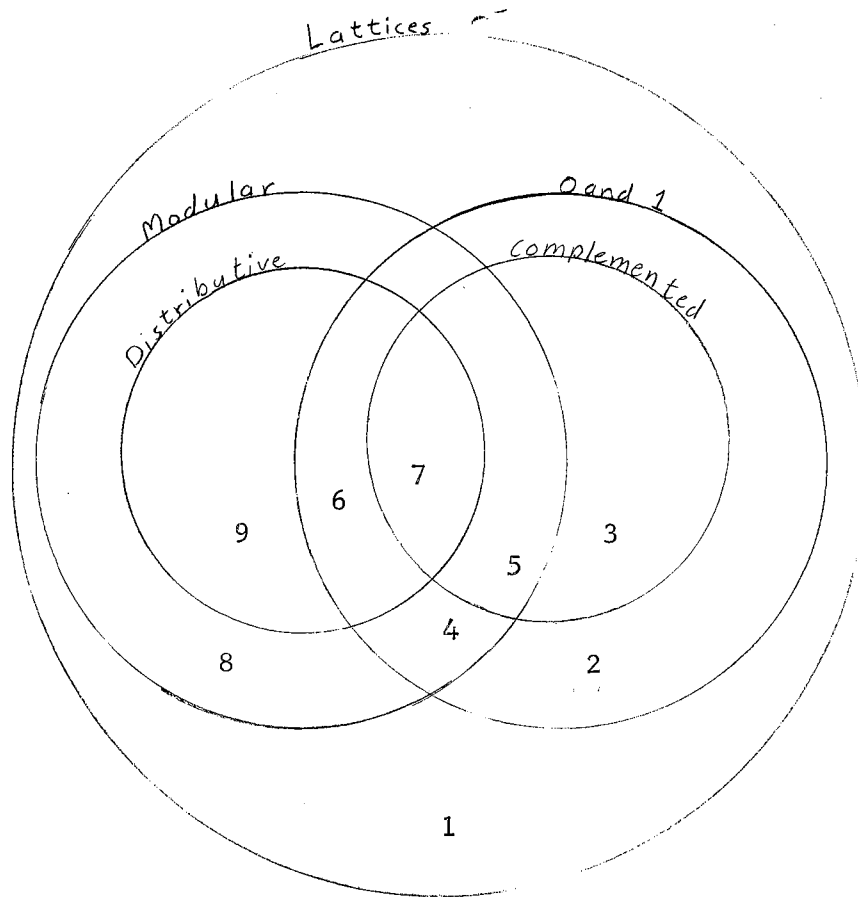 Lattices
Modular
0 and 1
Distributive
complemented
7
6
9
3
5
4
8
2
1